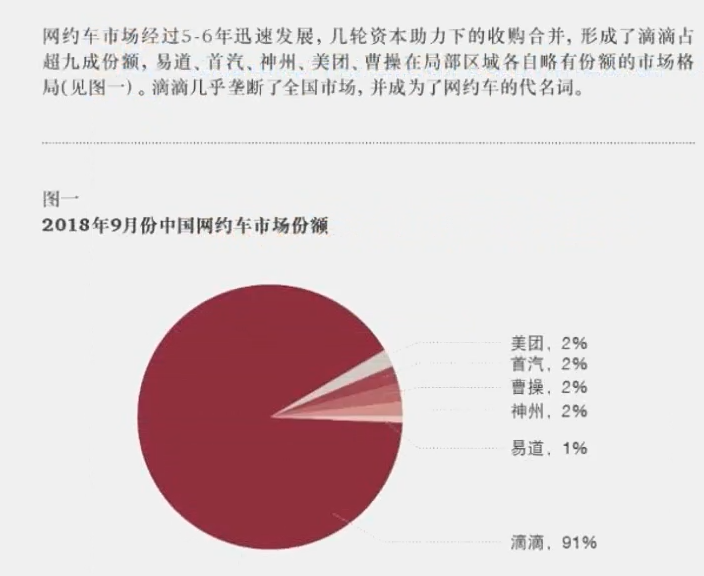 网约车市场经过5-6年迅速发展，几轮资本助力下的收购合并，形成了滴滴占
超九成份额，易道、首汽、神州、美团、曹操在局部区域各自略有份额的市场格
局(见图一)。滴滴几乎垄断了全国市场，并成为了网约车的代名词。
图一
2018年9月份中国网约车市场份额
美团，2%
首汽，2%
曹操，2%
神州，2%
易道，1%
滴滴，91%